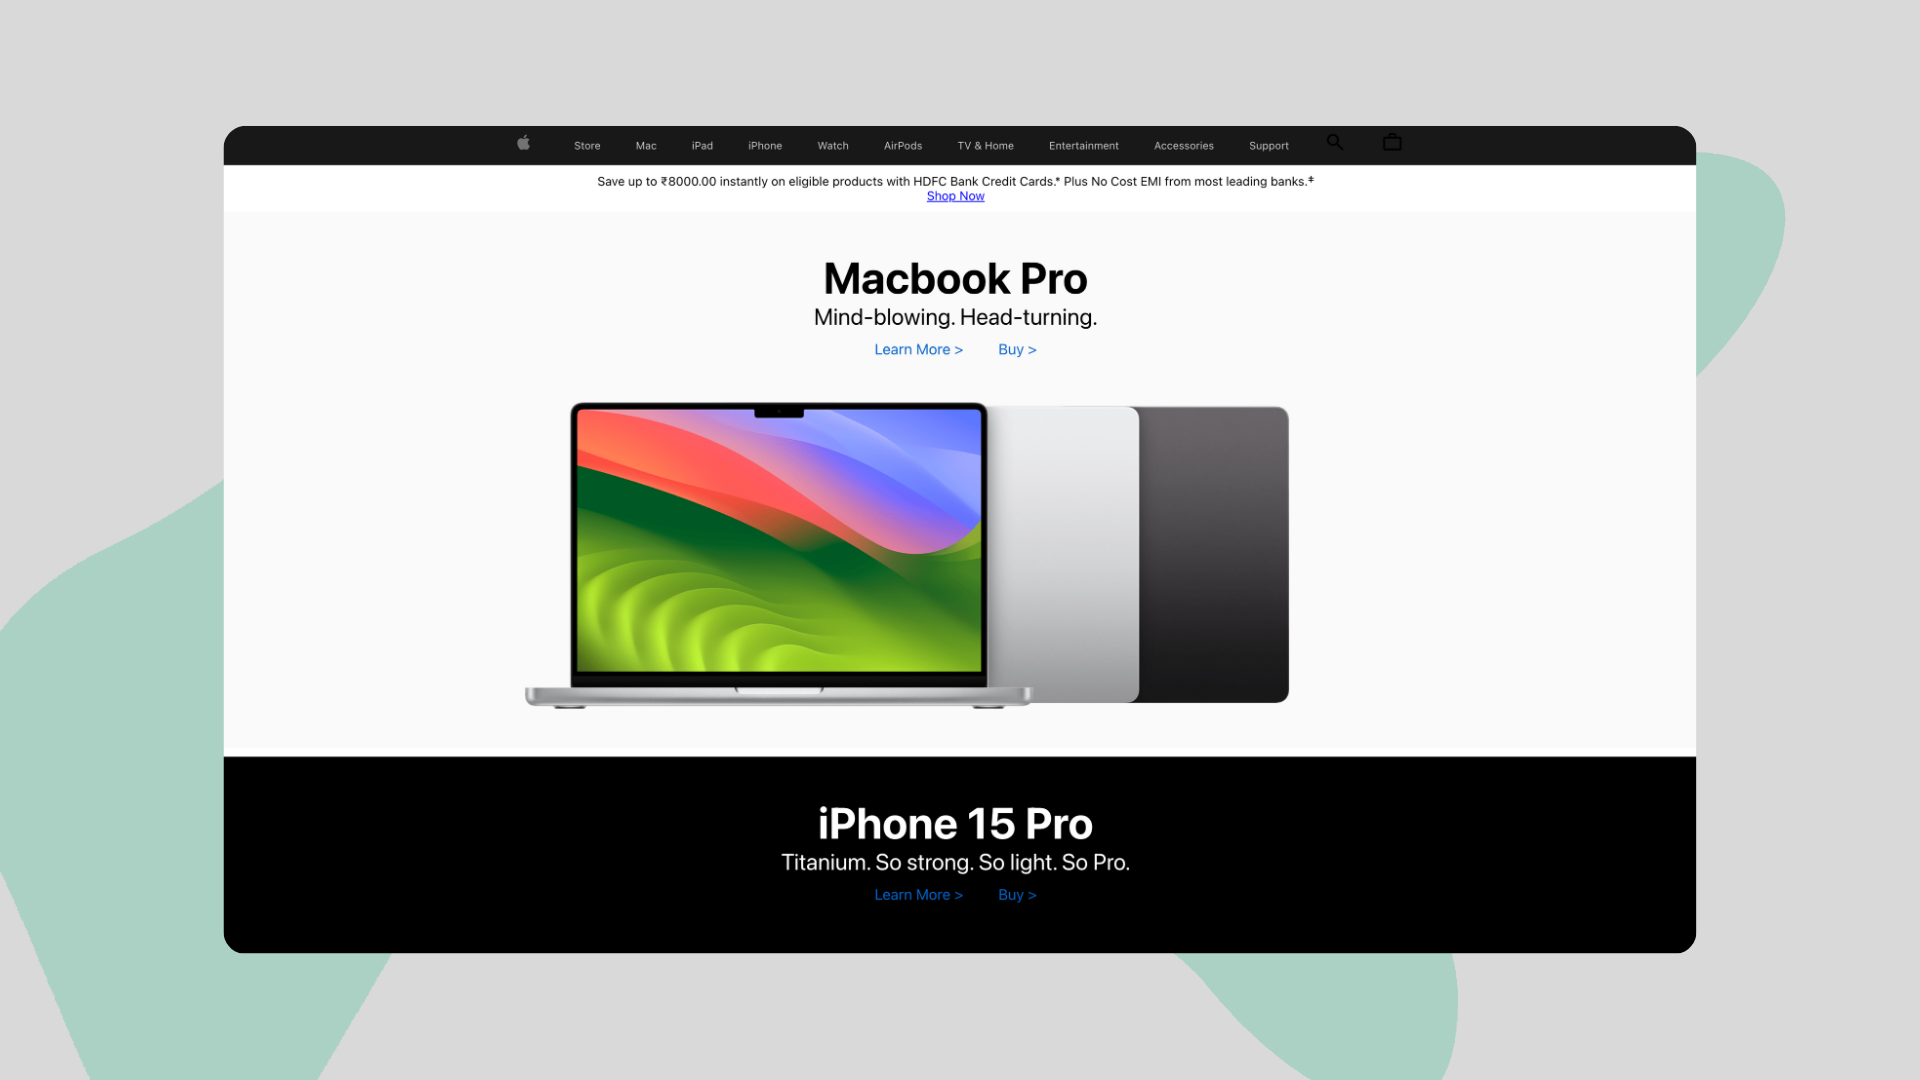 Store Mac iPad iPhone Watch AirPods TV & Home Entertainment Accessories Support
Save up to ₹8000.00 instantly on eligible products with HDFC Bank Credit Cards.* Plus No Cost EMI from most leading banks.‡
Shop Now
Macbook Pro
Mind-blowing. Head-turning.
Learn More > Buy >
iPhone 15 Pro
Titanium. So strong. So light. So Pro.
Learn More > Buy >